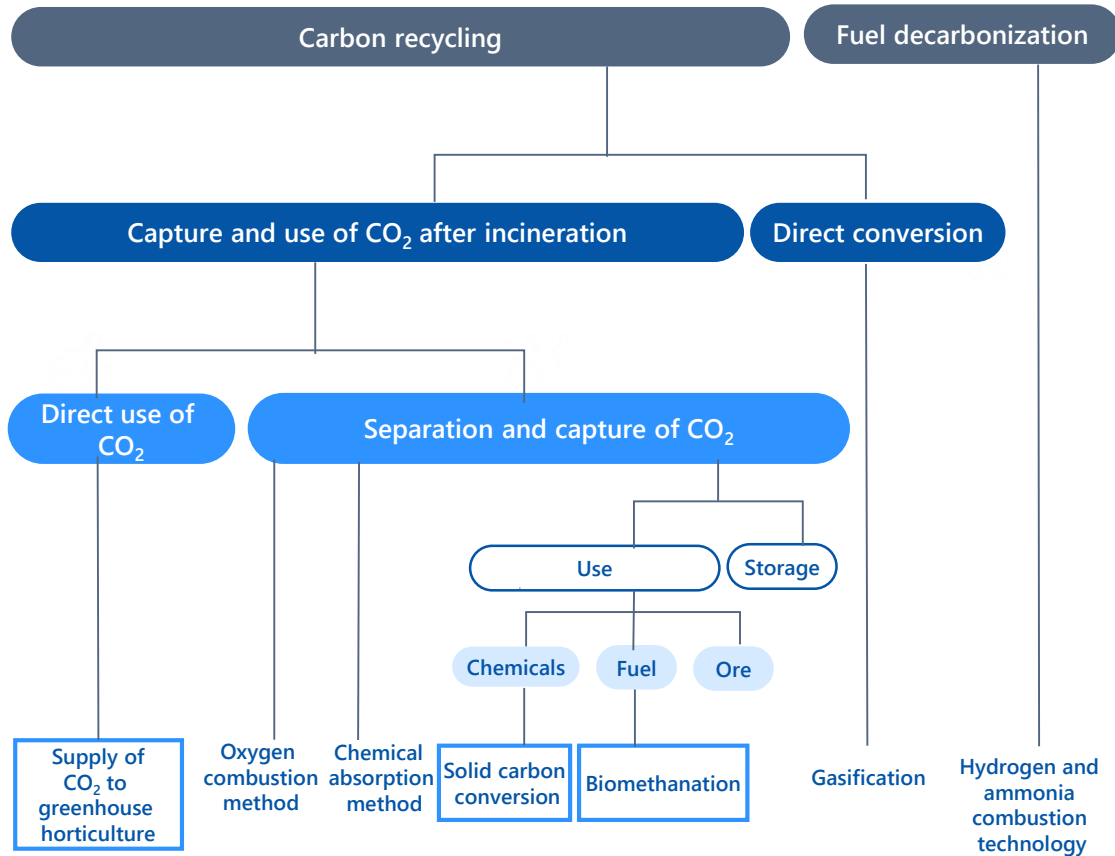 Carbon recycling
Fuel decarbonization
Capture and use of CO₂ after incineration
Direct conversion
Direct use of
CO₂
Separation and capture of CO₂
Use
Storage
Chemicals
Fuel
Ore
Supply of
CO₂ to
greenhouse
horticulture
Oxygen
combustion
method
Chemical
absorption
method
Solid carbon
conversion
Biomethanation
Gasification
Hydrogen and
ammonia
combustion
technology